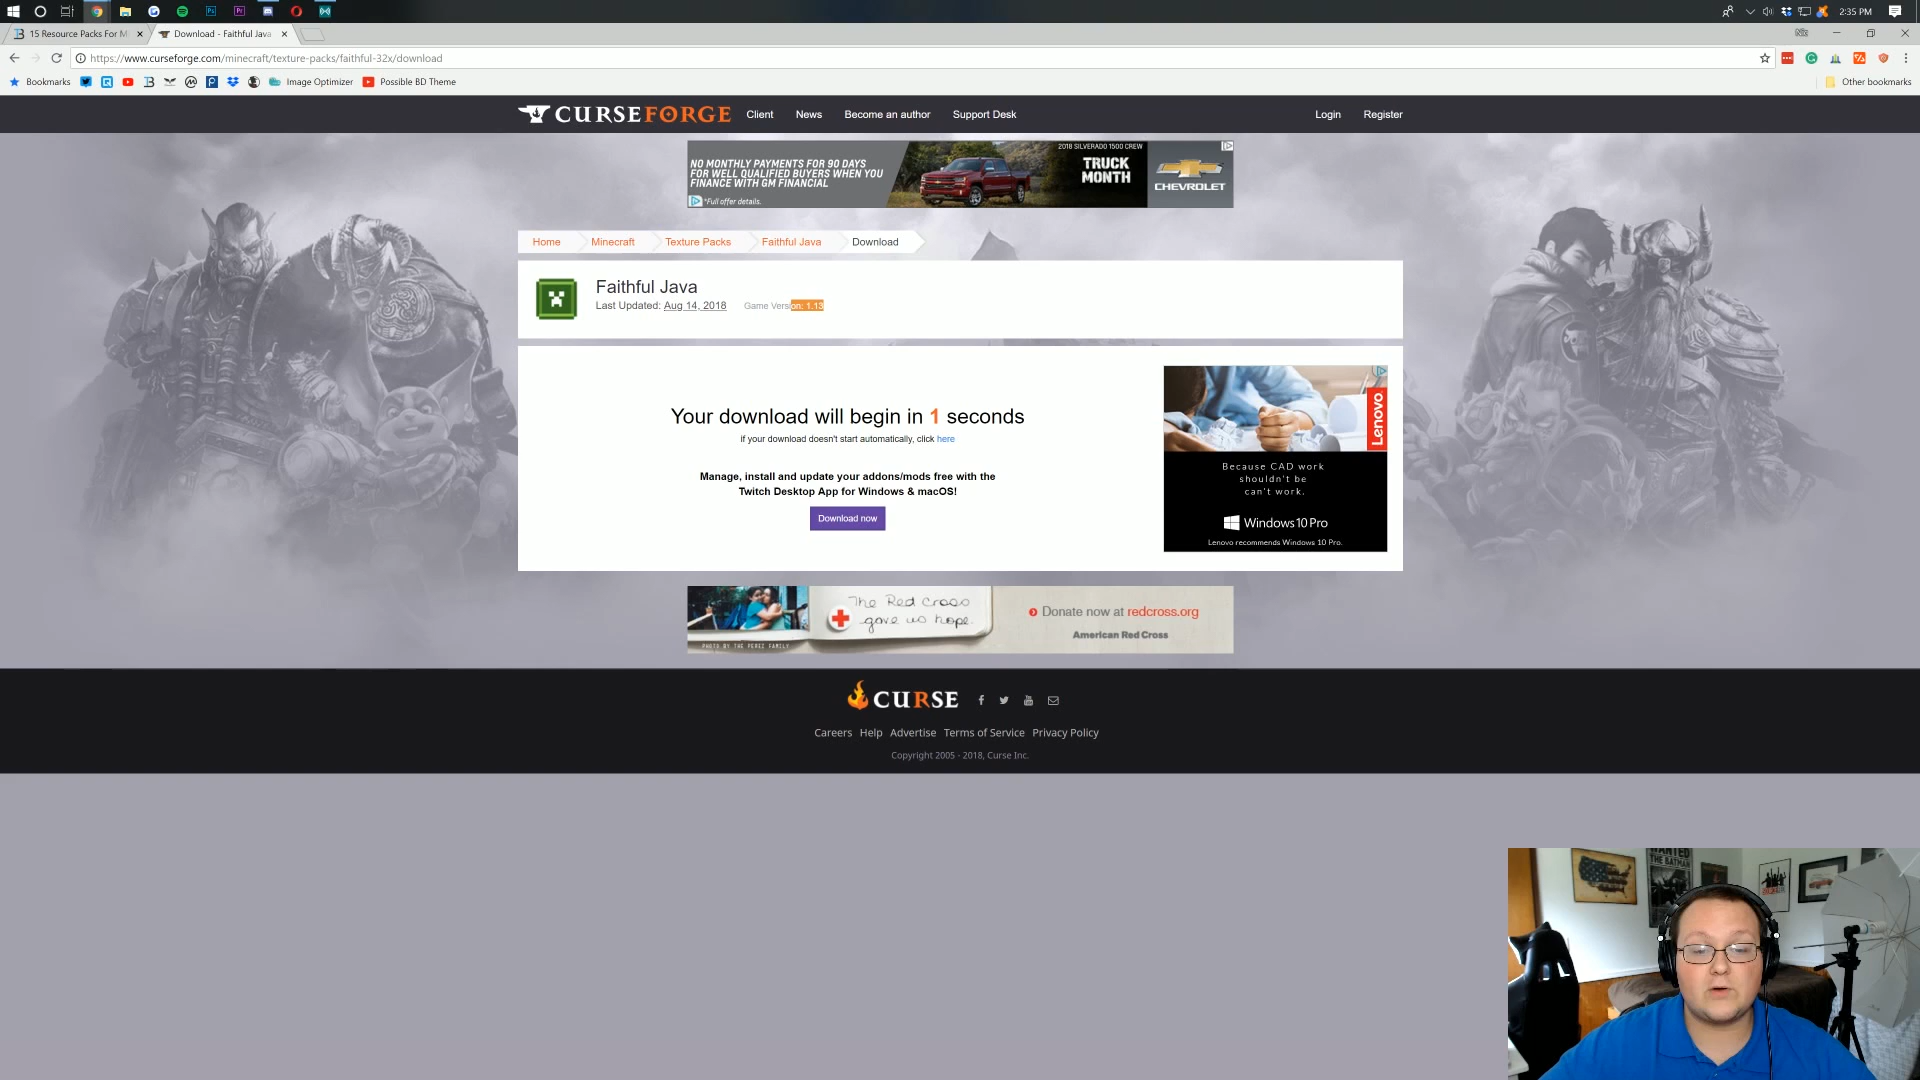 2:35 PM
15 Resource Packs For M
Download - Faithful Java
https://www.curseforge.com/minecraft/texture-packs/faithful-32x/download
Bookmarks
Image Optimizer
Possible BD Theme
Other bookmarks
CURSEFORGE
Client
News
Become an author
Support Desk
Login
Register
NO MONTHLY PAYMENTS FOR 90 DAYS
FOR WELL QUALIFIED BUYERS WHEN YOU
FINANCE WITH GM FINANCIAL
*Full offer details.
2018 SILVERADO 1500 CREW
TRUCK
MONTH
CHEVROLET
Home
Minecraft
Texture Packs
Faithful Java
Download
Faithful Java
Last Updated: Aug 14, 2018
Game Version: 1.13
Your download will begin in 1 seconds
if your download doesn't start automatically, click here
Manage, install and update your addons/mods free with the
Twitch Desktop App for Windows & macOS!
Download now
Lenovo
Because CAD work
shouldn't be
can't work.
Windows 10 Pro
Lenovo recommends Windows 10 Pro.
The Red Cross
gave us hope.
PHOTO BY THE PEREZ FAMILY
Donate now at redcross.org
American Red Cross
CURSE
Careers
Help
Advertise
Terms of Service
Privacy Policy
Copyright 2005 - 2018, Curse Inc.
WANTED
THE BATMAN